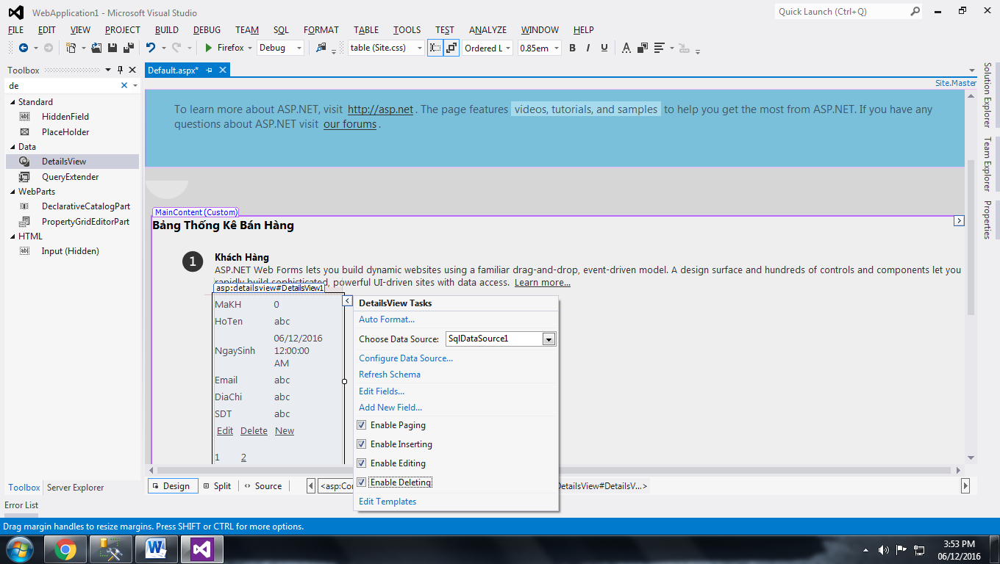 WebApplication1 - Microsoft Visual Studio
Quick Launch (Ctrl+Q)
FILE EDIT VIEW PROJECT BUILD DEBUG TEAM SQL FORMAT TABLE TOOLS TEST ANALYZE WINDOW HELP
Firefox Debug table (Site.css) Ordered L 0.85em B I U A
Toolbox
Default.aspx*
de
Site.Master
Standard
HiddenField
PlaceHolder
Data
DetailsView
QueryExtender
WebParts
DeclarativeCatalogPart
PropertyGridEditorPart
HTML
Input (Hidden)
To learn more about ASP.NET, visit http://asp.net. The page features videos, tutorials, and samples to help you get the most from ASP.NET. If you have any
questions about ASP.NET visit our forums.
MainContent (Custom)
Bảng Thống Kê Bán Hàng
1
Khách Hàng
ASP.NET Web Forms lets you build dynamic websites using a familiar drag-and-drop, event-driven model. A design surface and hundreds of controls and components let you
rapidly build sophisticated, powerful UI-driven sites with data access. Learn more...
asp:detailsview#DetailsView1
MaKH 0
HoTen abc
NgaySinh 06/12/2016
12:00:00
AM
Email abc
DiaChi abc
SDT abc
Edit Delete New
1 2
DetailsView Tasks
Auto Format...
Choose Data Source: SqlDataSource1
Configure Data Source...
Refresh Schema
Edit Fields...
Add New Field...
Enable Paging
Enable Inserting
Enable Editing
Enable Deleting
Edit Templates
Solution Explorer
Team Explorer
Properties
Toolbox Server Explorer
Design Split Source <asp:Con DetailsView#DetailsV...>
Error List
Drag margin handles to resize margins. Press SHIFT or CTRL for more options.
3:53 PM
06/12/2016